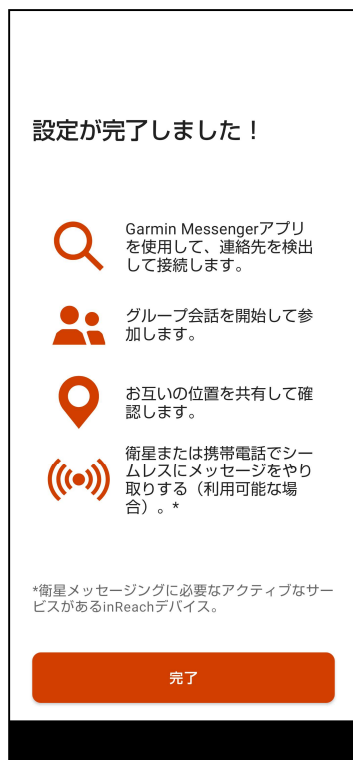 設定が完了しました！
Garmin Messengerアプリ
を使用して、連絡先を検出
して接続します。
グループ会話を開始して参
加します。
お互いの位置を共有して確
認します。
衛星または携帯電話でシー
ムレスにメッセージをやり
取りする（利用可能な場
合）。*
*衛星メッセージングに必要なアクティブなサー
ビスがあるinReachデバイス。
完了